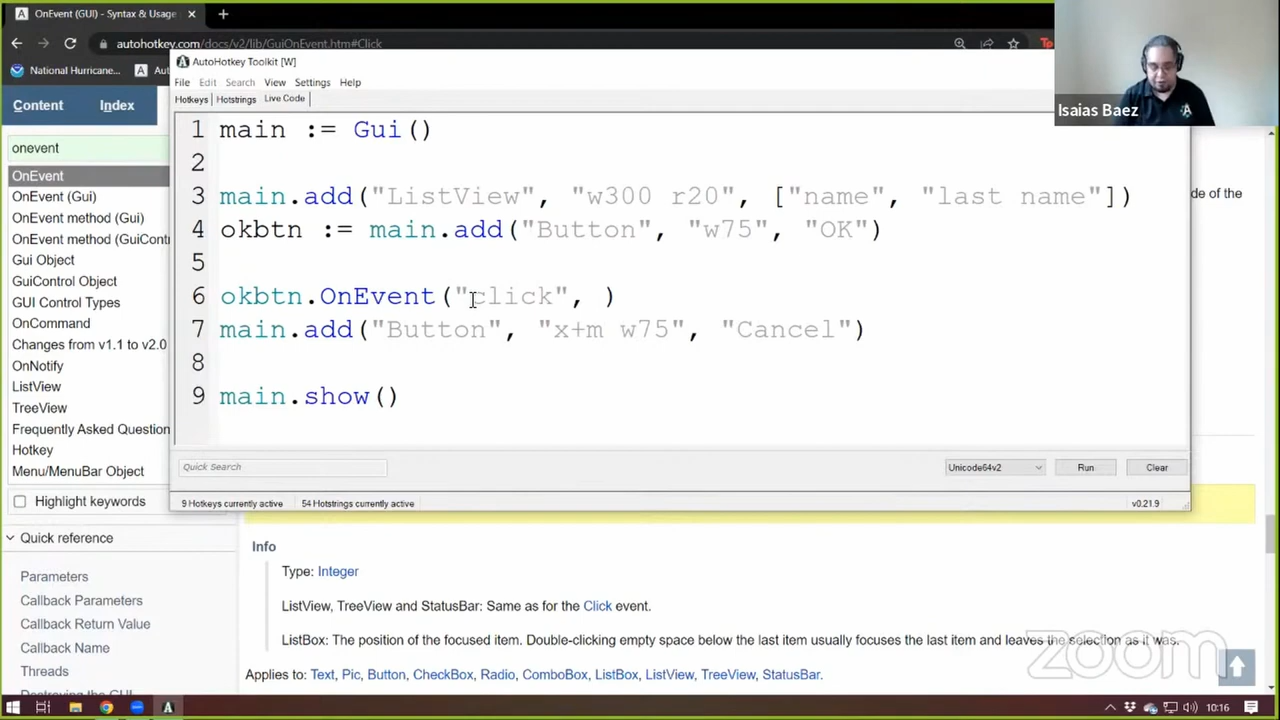 OnEvent (GUI) - Syntax & Usage
autohotkey.com/docs/v2/lib/GuiOnEvent.htm#Click
National Hurricane...
Content Index
onevent
OnEvent
OnEvent (Gui)
OnEvent method (Gui)
OnEvent method (GuiContr
Gui Object
GuiControl Object
GUI Control Types
OnCommand
Changes from v1.1 to v2.0
OnNotify
ListView
TreeView
Frequently Asked Question
Hotkey
Menu/MenuBar Object
Highlight keywords
Quick reference
Parameters
Callback Parameters
Callback Return Value
Callback Name
Threads
Destroying the GUI
AutoHotkey Toolkit [W]
File Edit Search View Settings Help
Hotkeys Hotstrings Live Code
1 main := Gui()
2
3 main.add("ListView", "w300 r20", ["name", "last name"])
4 okbtn := main.add("Button", "w75", "OK")
5
6 okbtn.OnEvent("click", )
7 main.add("Button", "x+m w75", "Cancel")
8
9 main.show()
Quick Search
Unicode64v2
Run
Clear
9 Hotkeys currently active 54 Hotstrings currently active v0.21.9
Isaias Baez
de of the
Info
Type: Integer
ListView, TreeView and StatusBar: Same as for the Click event.
ListBox: The position of the focused item. Double-clicking empty space below the last item usually focuses the last item and leaves the selection as it was.
Applies to: Text, Pic, Button, CheckBox, Radio, ComboBox, ListBox, ListView, TreeView, StatusBar.
zoom
10:16